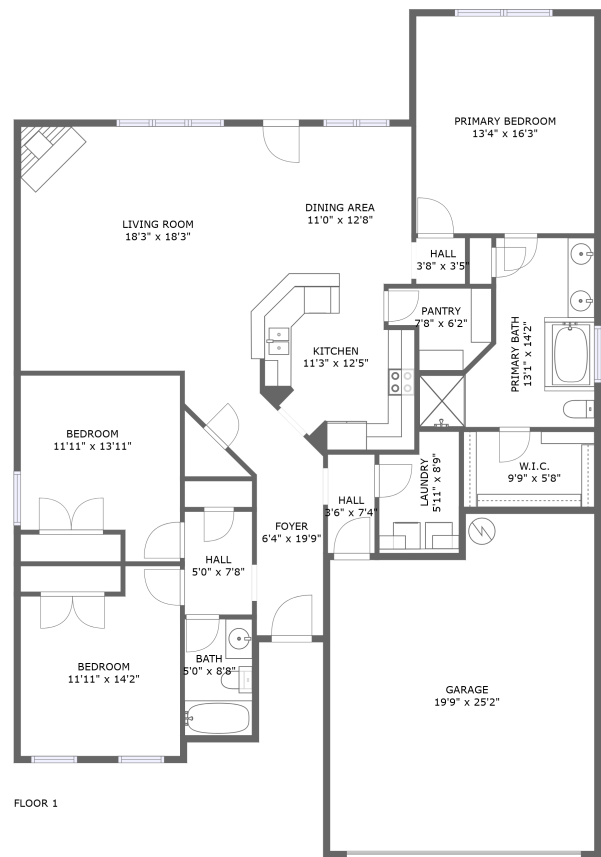 PRIMARY BEDROOM
13'4" x 16'3"
DINING AREA
11'0" x 12'8"
LIVING ROOM
18'3" x 18'3"
HALL
3'8" x 3'5"
PANTRY
7'8" x 6'2"
PRIMARY BATH
13'1" x 14'2"
KITCHEN
11'3" x 12'5"
BEDROOM
11'11" x 13'11"
W.I.C.
9'9" x 5'8"
LAUNDRY
5'11" x 8'9"
HALL
3'6" x 7'4"
FOYER
6'4" x 19'9"
HALL
5'0" x 7'8"
BATH
5'0" x 8'8"
BEDROOM
11'11" x 14'2"
GARAGE
19'9" x 25'2"
FLOOR 1